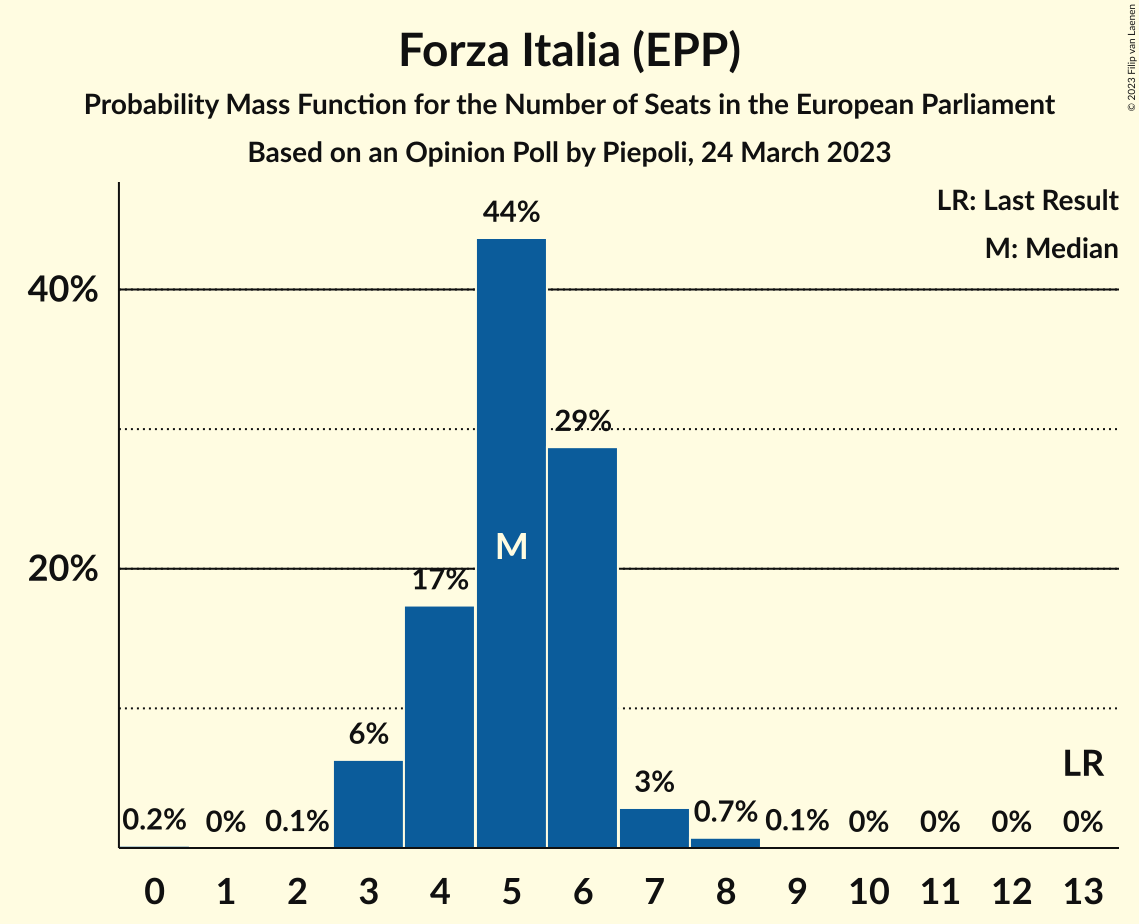 Forza Italia (EPP)
Probability Mass Function for the Number of Seats in the European Parliament
Based on an Opinion Poll by Piepoli, 24 March 2023
© 2023 Filip van Laenen
LR: Last Result
M: Median
44%
40%
29%
M
20%
17%
6%
LR
3%
0.2% 0% 0.1% 0.7% 0.1% 0% 0% 0% 0%
0 1 2 3 4 5 6 7 8 9 10 11 12 13